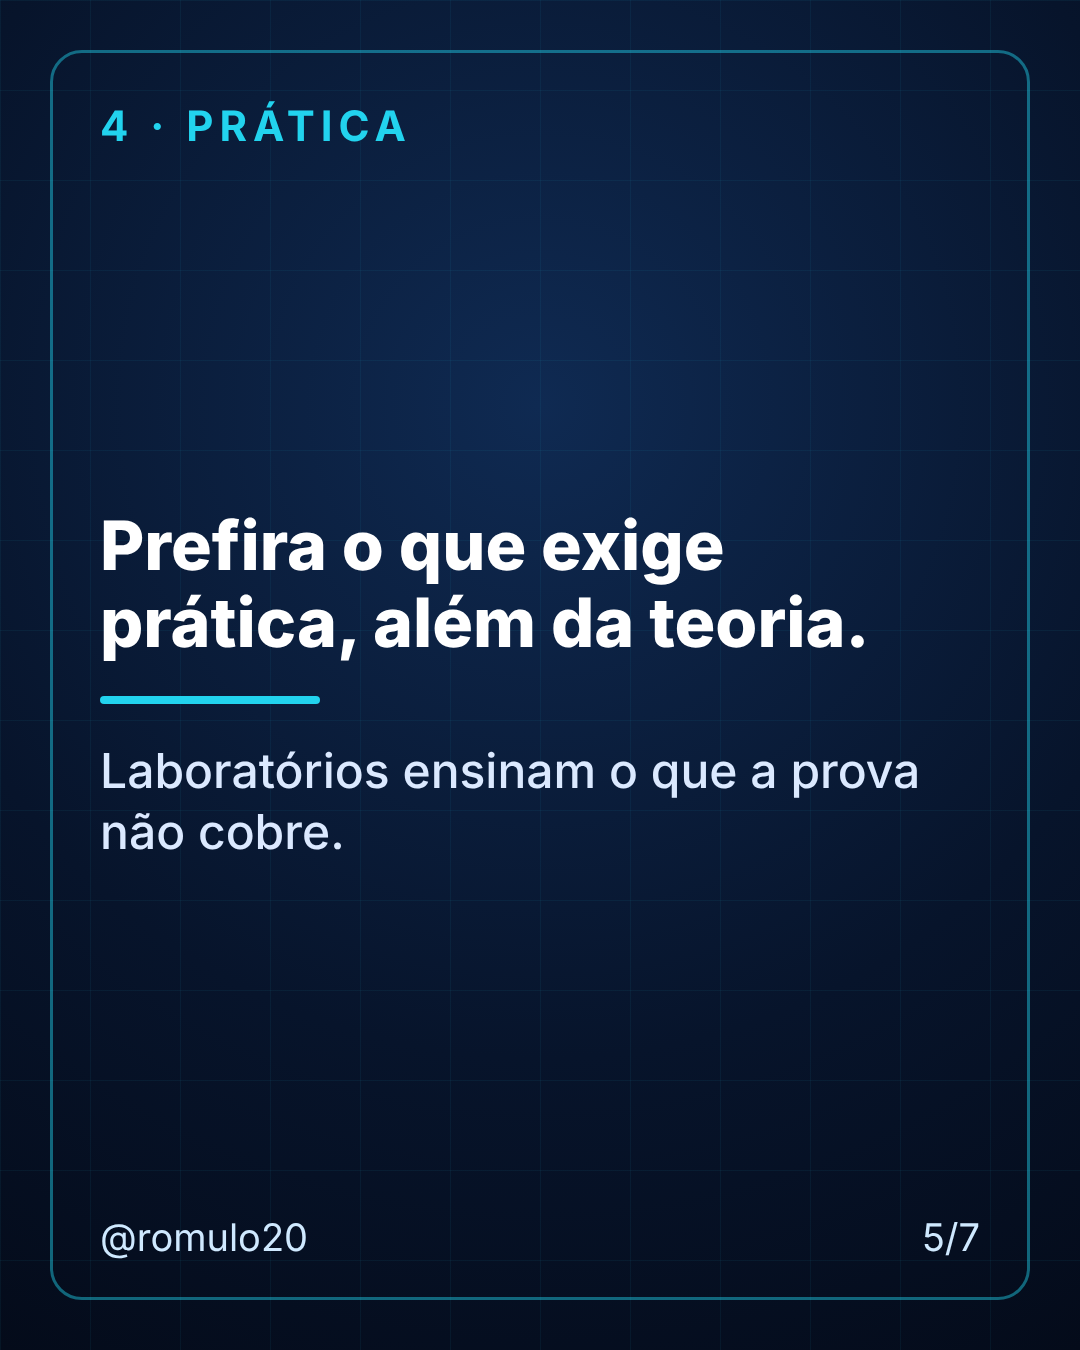 4 · PRÁTICA
Prefira o que exige
prática, além da teoria.
Laboratórios ensinam o que a prova
não cobre.
@romulo20
5/7